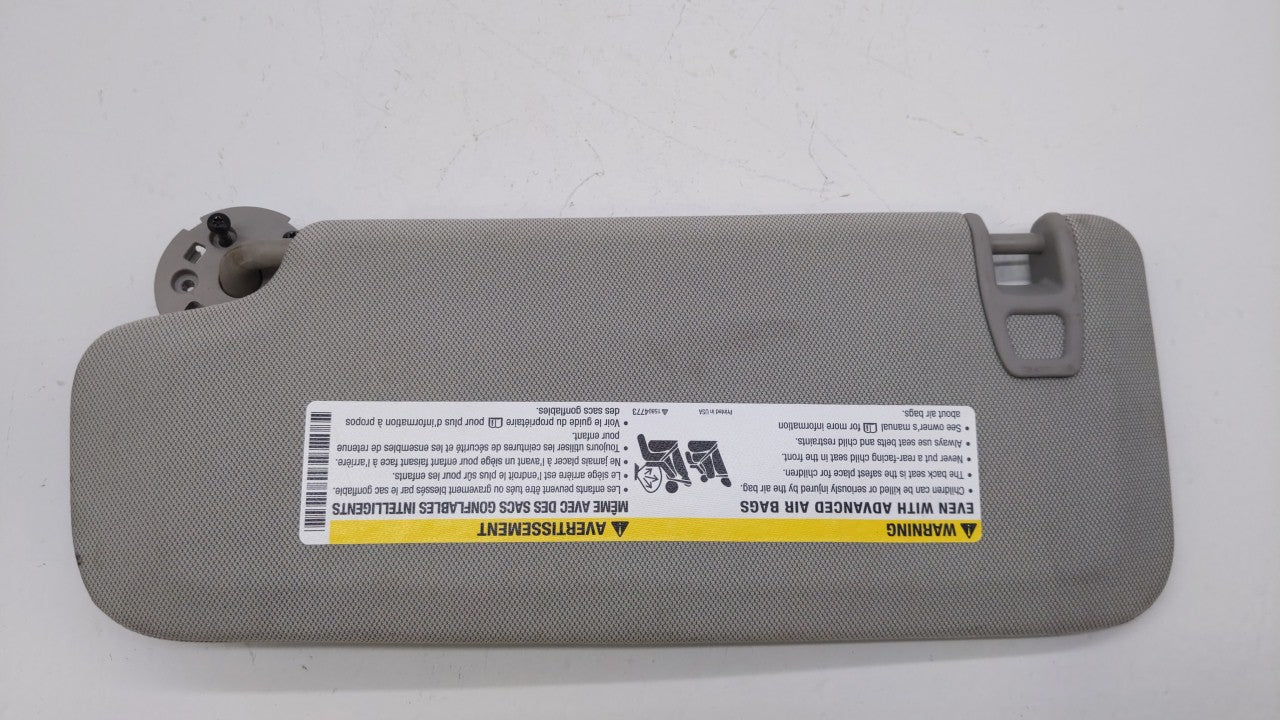 WARNING
EVEN WITH ADVANCED AIR BAGS
• Children can be killed or seriously injured by the air bag.
• The back seat is the safest place for children.
• Never put a rear-facing child seat in the front.
• Always use seat belts and child restraints.
• See owner's manual for more information
about air bags.
Printed in USA
15804773
AVERTISSEMENT
MÊME AVEC DES SACS GONFLABLES INTELLIGENTS
• Les enfants peuvent être tués ou gravement blessés par le sac gonflable.
• Le siège arrière est l'endroit le plus sûr pour les enfants.
• Ne jamais placer à l'avant un siège pour enfant faisant face à l'arrière.
• Toujours utiliser les ceintures de sécurité et les ensembles de retenue
pour enfant.
• Voir le guide du propriétaire pour plus d'information à propos
des sacs gonflables.